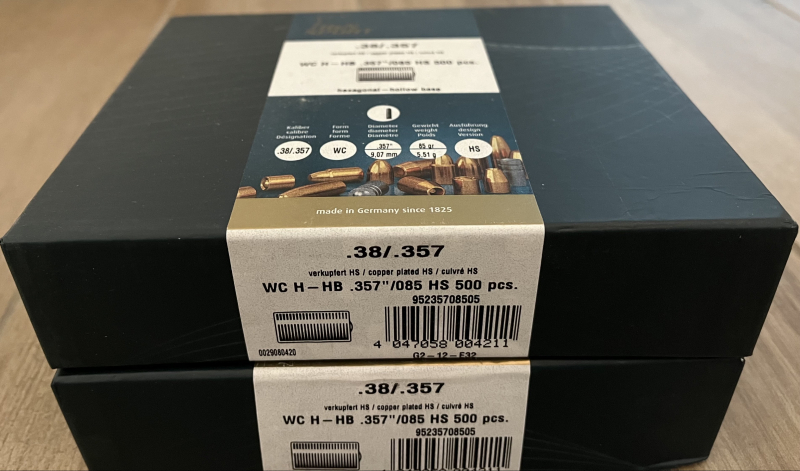 .38/.357
WC H – HB .357"/085 HS 500 pcs.
hexagonal – hollow base
Kaliber
calibre
Désignation
.38/.357
Form
form
Forme
WC
Diameter
diameter
Diamètre
.357"
9,07 mm
Gewicht
weight
Poids
85 gr
5,51 g
Ausführung
design
Version
HS
made in Germany since 1825
.38/.357
verkupfert HS / copper plated HS / cuivré HS
WC H – HB .357"/085 HS 500 pcs.
95235708505
4 047058 004211
0029080420
G2-12-E32
.38/.357
verkupfert HS / copper plated HS / cuivré HS
WC H – HB .357"/085 HS 500 pcs.
95235708505